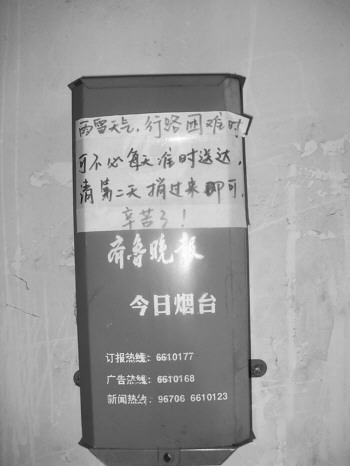 雨雪天气，行路困难时，
可不必每天准时送达，
请第二天捎过来即可，
辛苦了！
齐鲁晚报
今日烟台
订报热线：6610177
广告热线：6610168
新闻热线：96706 6610123